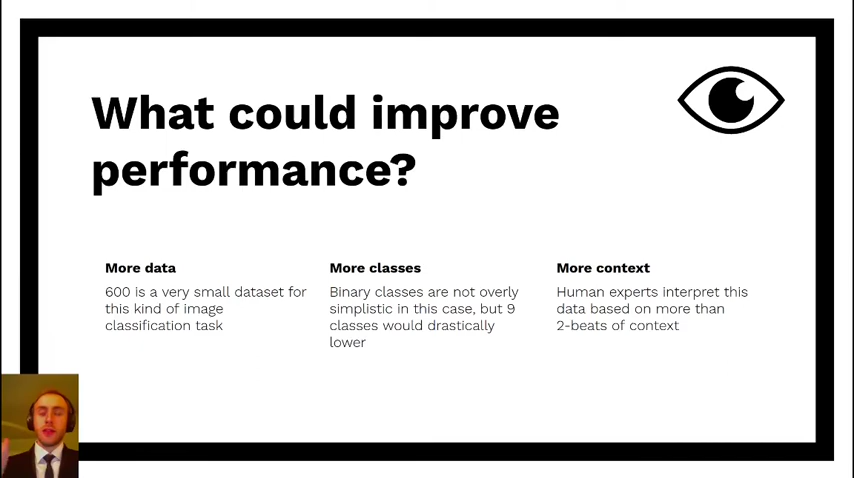 What could improve
performance?
More data
600 is a very small dataset for
this kind of image
classification task
More classes
Binary classes are not overly
simplistic in this case, but 9
classes would drastically
lower
More context
Human experts interpret this
data based on more than
2-beats of context